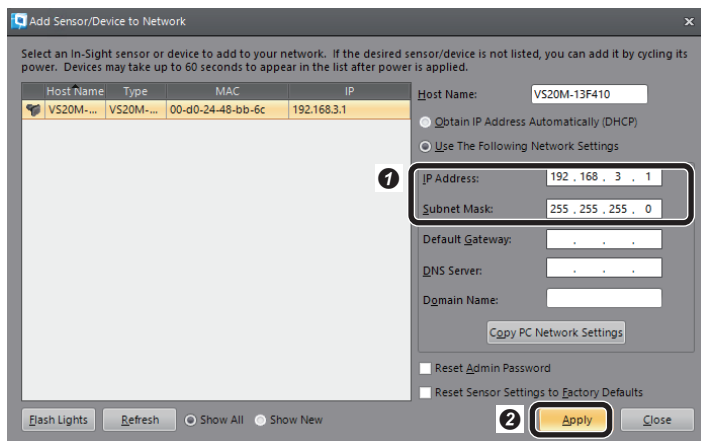 Add Sensor/Device to Network
Select an In-Sight sensor or device to add to your network. If the desired sensor/device is not listed, you can add it by cycling its
power. Devices may take up to 60 seconds to appear in the list after power is applied.
Host Name Type MAC IP
VS20M-... VS20M-... 00-d0-24-48-bb-6c 192.168.3.1
Host Name: VS20M-13F410
Obtain IP Address Automatically (DHCP)
Use The Following Network Settings
1
IP Address: 192 . 168 . 3 . 1
Subnet Mask: 255 . 255 . 255 . 0
Default Gateway: . . .
DNS Server: . . .
Domain Name:
Copy PC Network Settings
Reset Admin Password
Reset Sensor Settings to Factory Defaults
Flash Lights Refresh Show All Show New 2 Apply Close